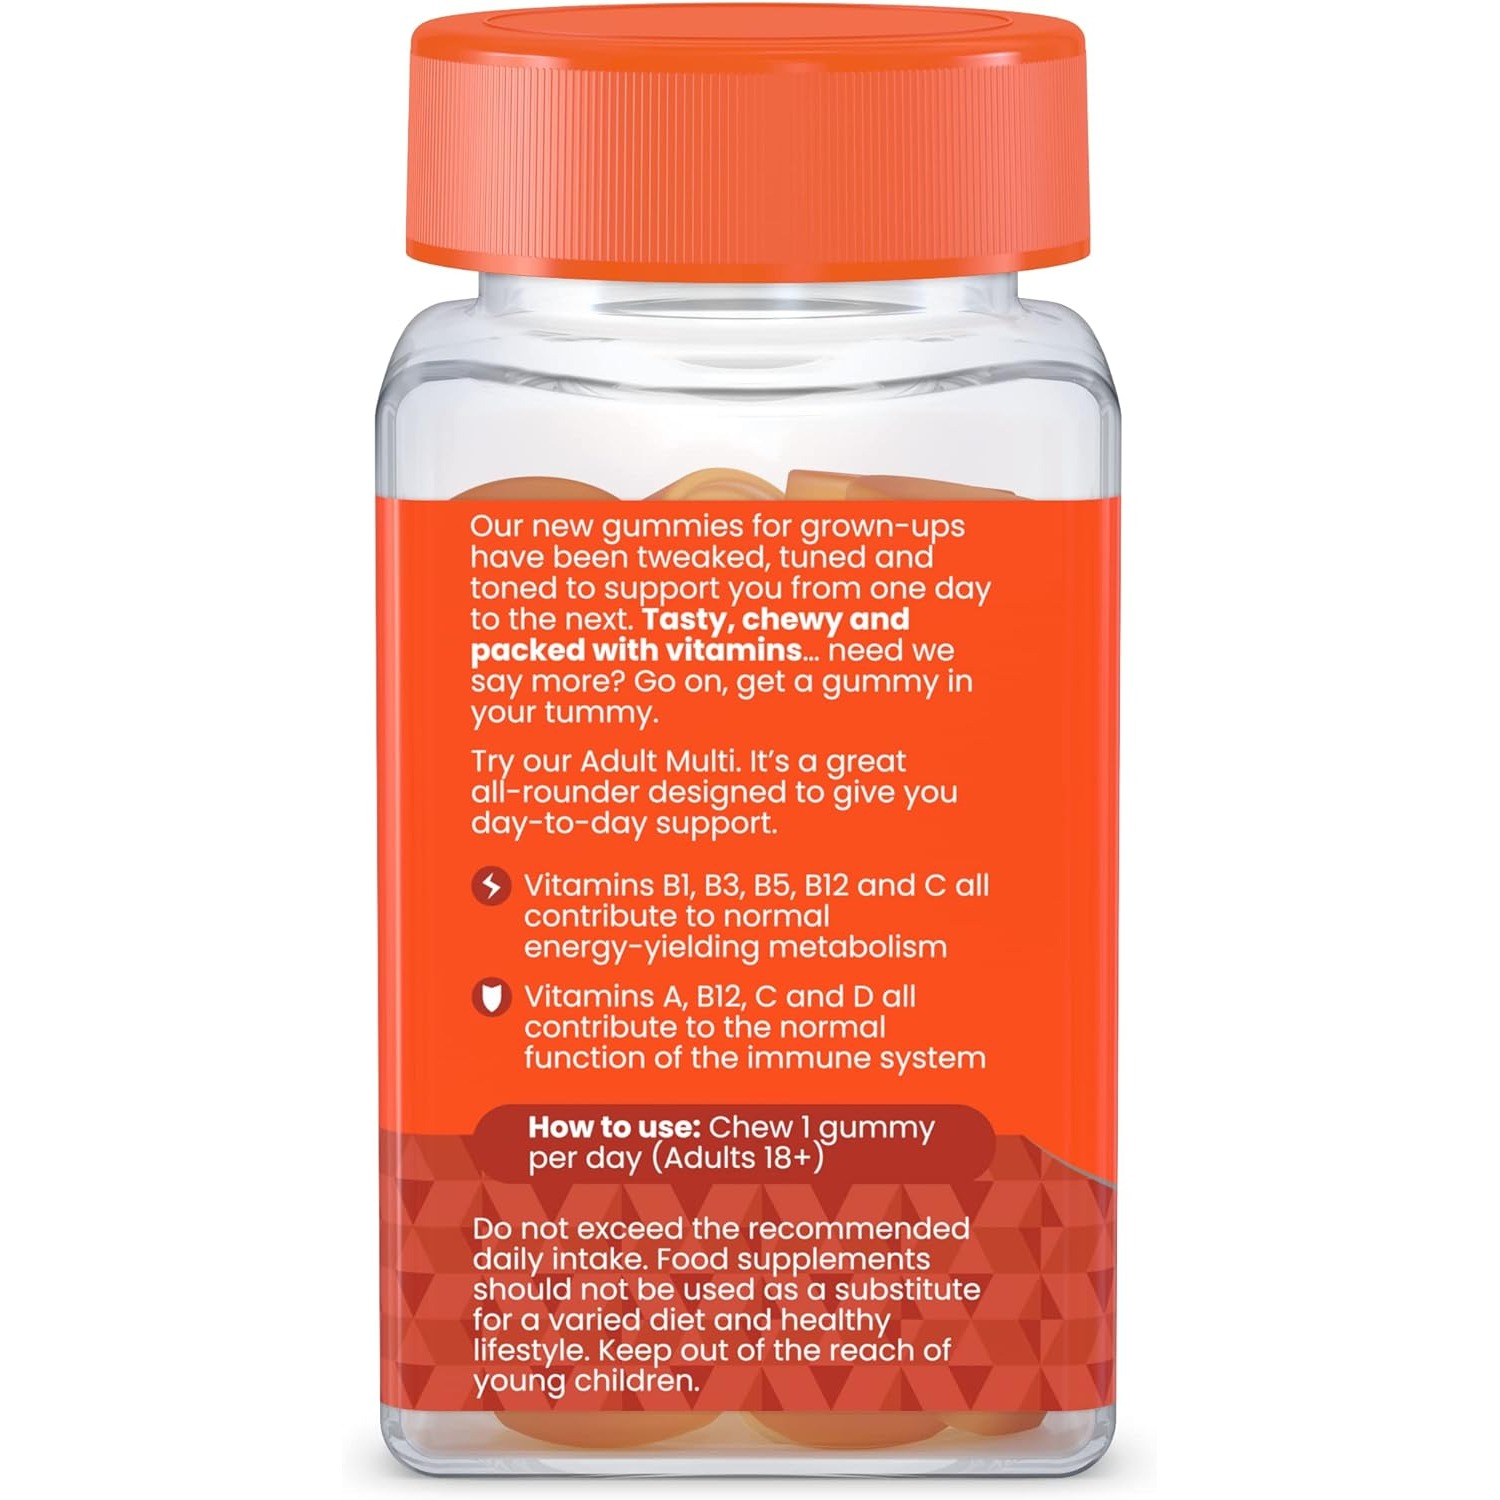 Our new gummies for grown-ups
have been tweaked, tuned and
toned to support you from one day
to the next. Tasty, chewy and
packed with vitamins... need we
say more? Go on, get a gummy in
your tummy.
Try our Adult Multi. It's a great
all-rounder designed to give you
day-to-day support.
Vitamins B1, B3, B5, B12 and C all
contribute to normal
energy-yielding metabolism
Vitamins A, B12, C and D all
contribute to the normal
function of the immune system
How to use: Chew 1 gummy
per day (Adults 18+)
Do not exceed the recommended
daily intake. Food supplements
should not be used as a substitute
for a varied diet and healthy
lifestyle. Keep out of the reach of
young children.